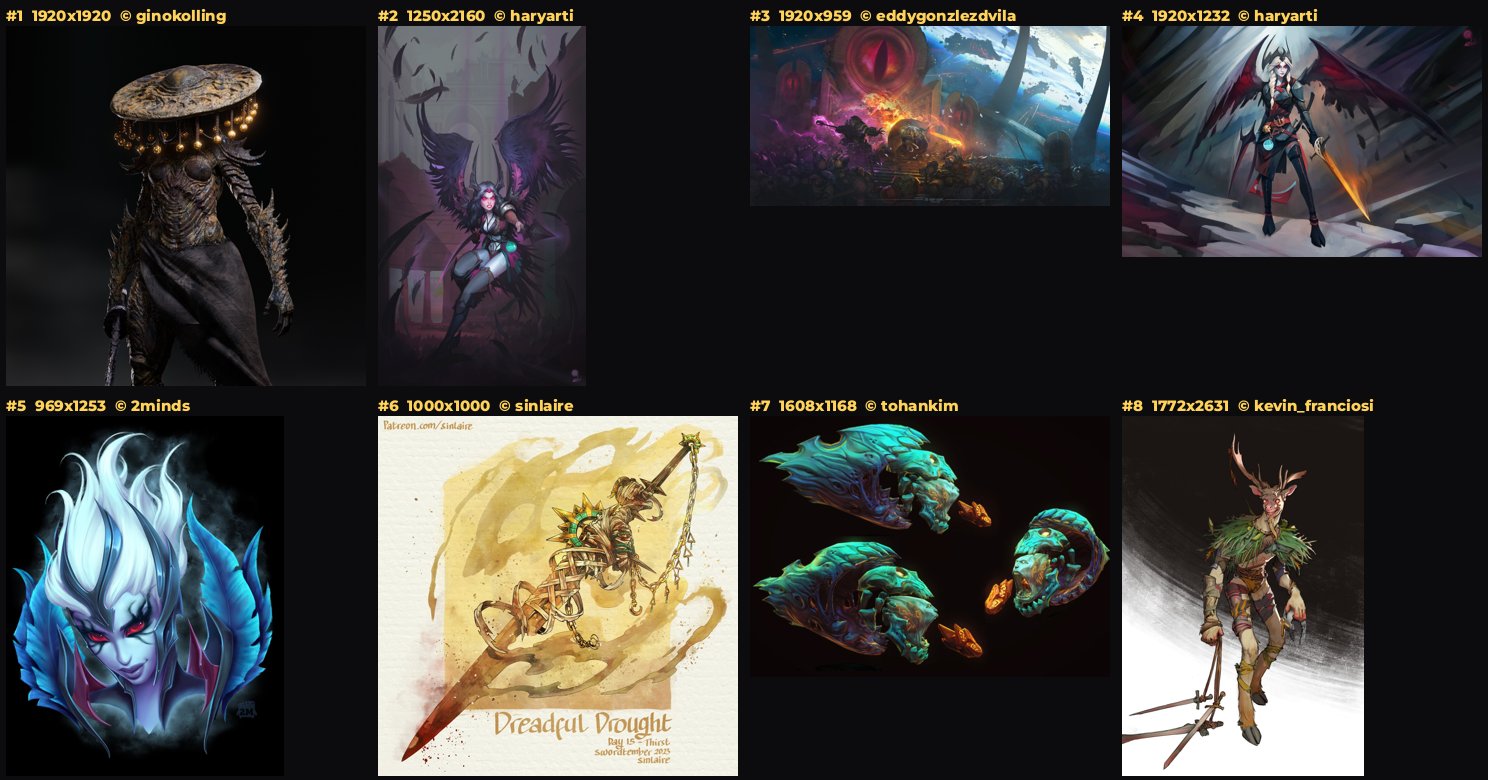 #1 1920x1920 © ginokolling
#2 1250x2160 © haryarti
#3 1920x959 © eddygonzlezdvila
#4 1920x1232 © haryarti
#5 969x1253 © 2minds
#6 1000x1000 © sinlaire
#7 1608x1168 © tohankim
#8 1772x2631 © kevin_franciosi
Patreon.com/sinlaire
Dreadful Drought
Day 15 - Thirst
Swordtember 2023
sinlaire